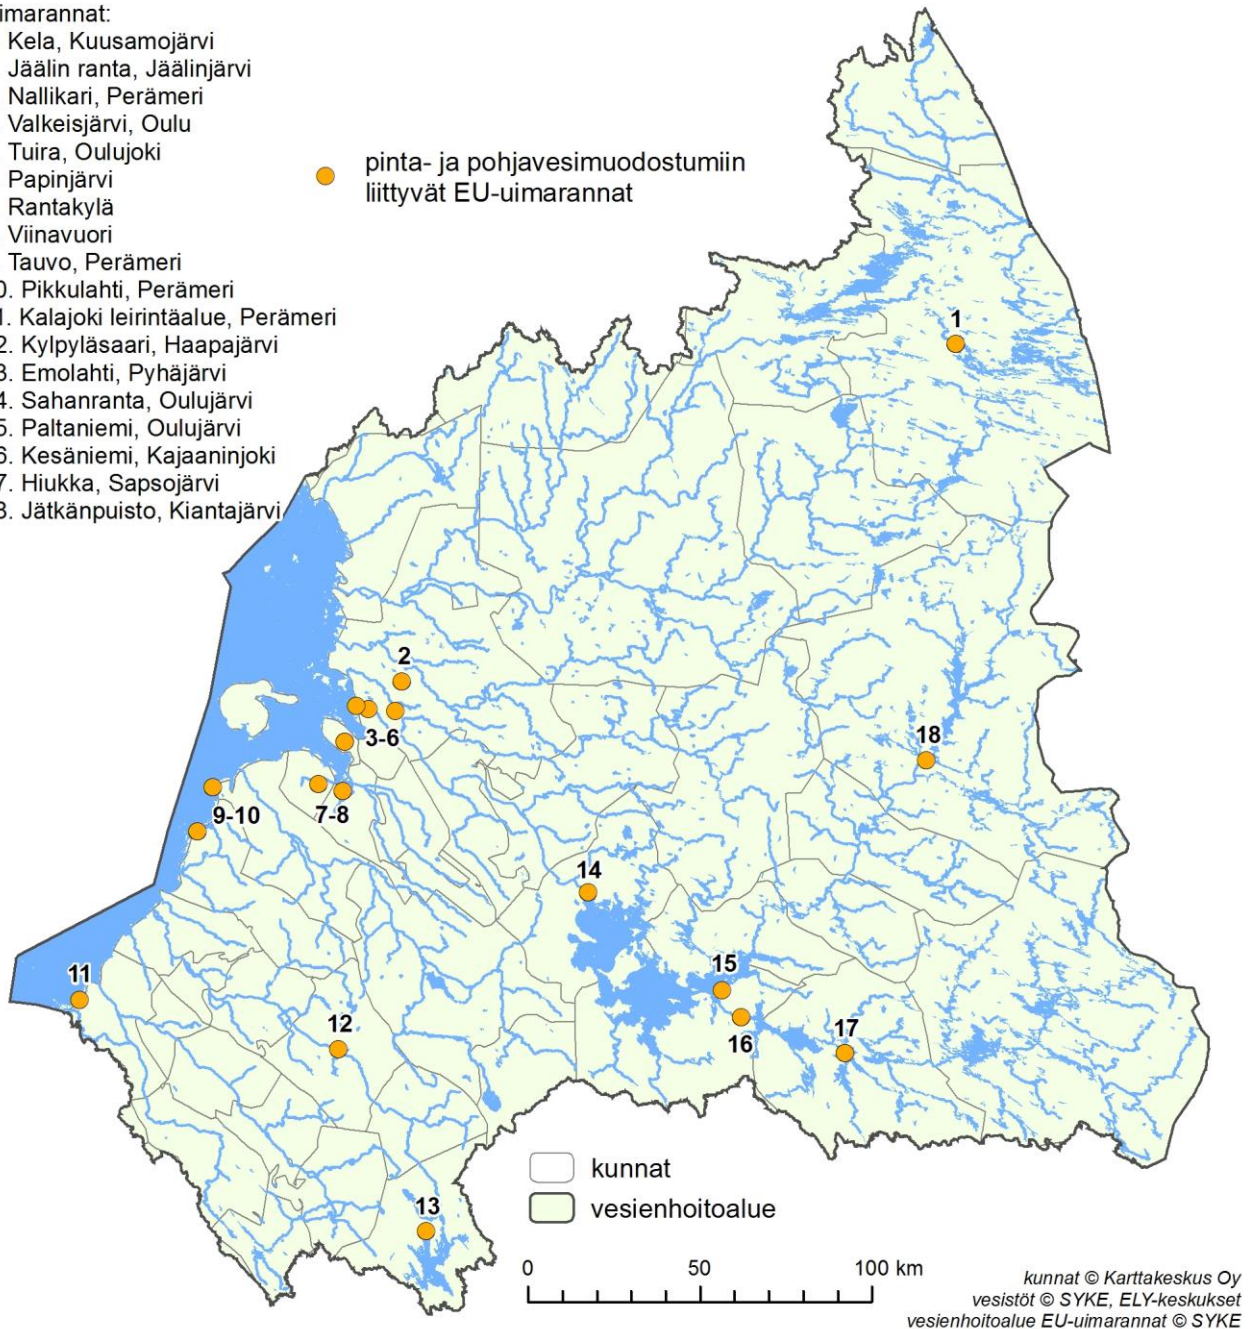 imarannat:
Kela, Kuusamojärvi
Jäälin ranta, Jäälinjärvi
Nallikari, Perämeri
Valkeisjärvi, Oulu
Tuira, Oulujoki
Papinjärvi
Rantakylä
Viinavuori
Tauvo, Perämeri
0. Pikkulahti, Perämeri
1. Kalajoki leirintäalue, Perämeri
2. Kylpyläsaari, Haapajärvi
3. Emolahti, Pyhäjärvi
4. Sahanranta, Oulujärvi
5. Paltaniemi, Oulujärvi
6. Kesäniemi, Kajaaninjoki
7. Hiukka, Sapsojärvi
8. Jätkänpuisto, Kiantajärvi
pinta- ja pohjavesimuodostumiin
liittyvät EU-uimarannat
1
2
3-6
18
7-8
9-10
14
15
11
12
16
17
13
kunnat
vesienhoitoalue
0 50 100 km
kunnat © Karttakeskus Oy
vesistöt © SYKE, ELY-keskukset
vesienhoitoalue EU-uimarannat © SYKE